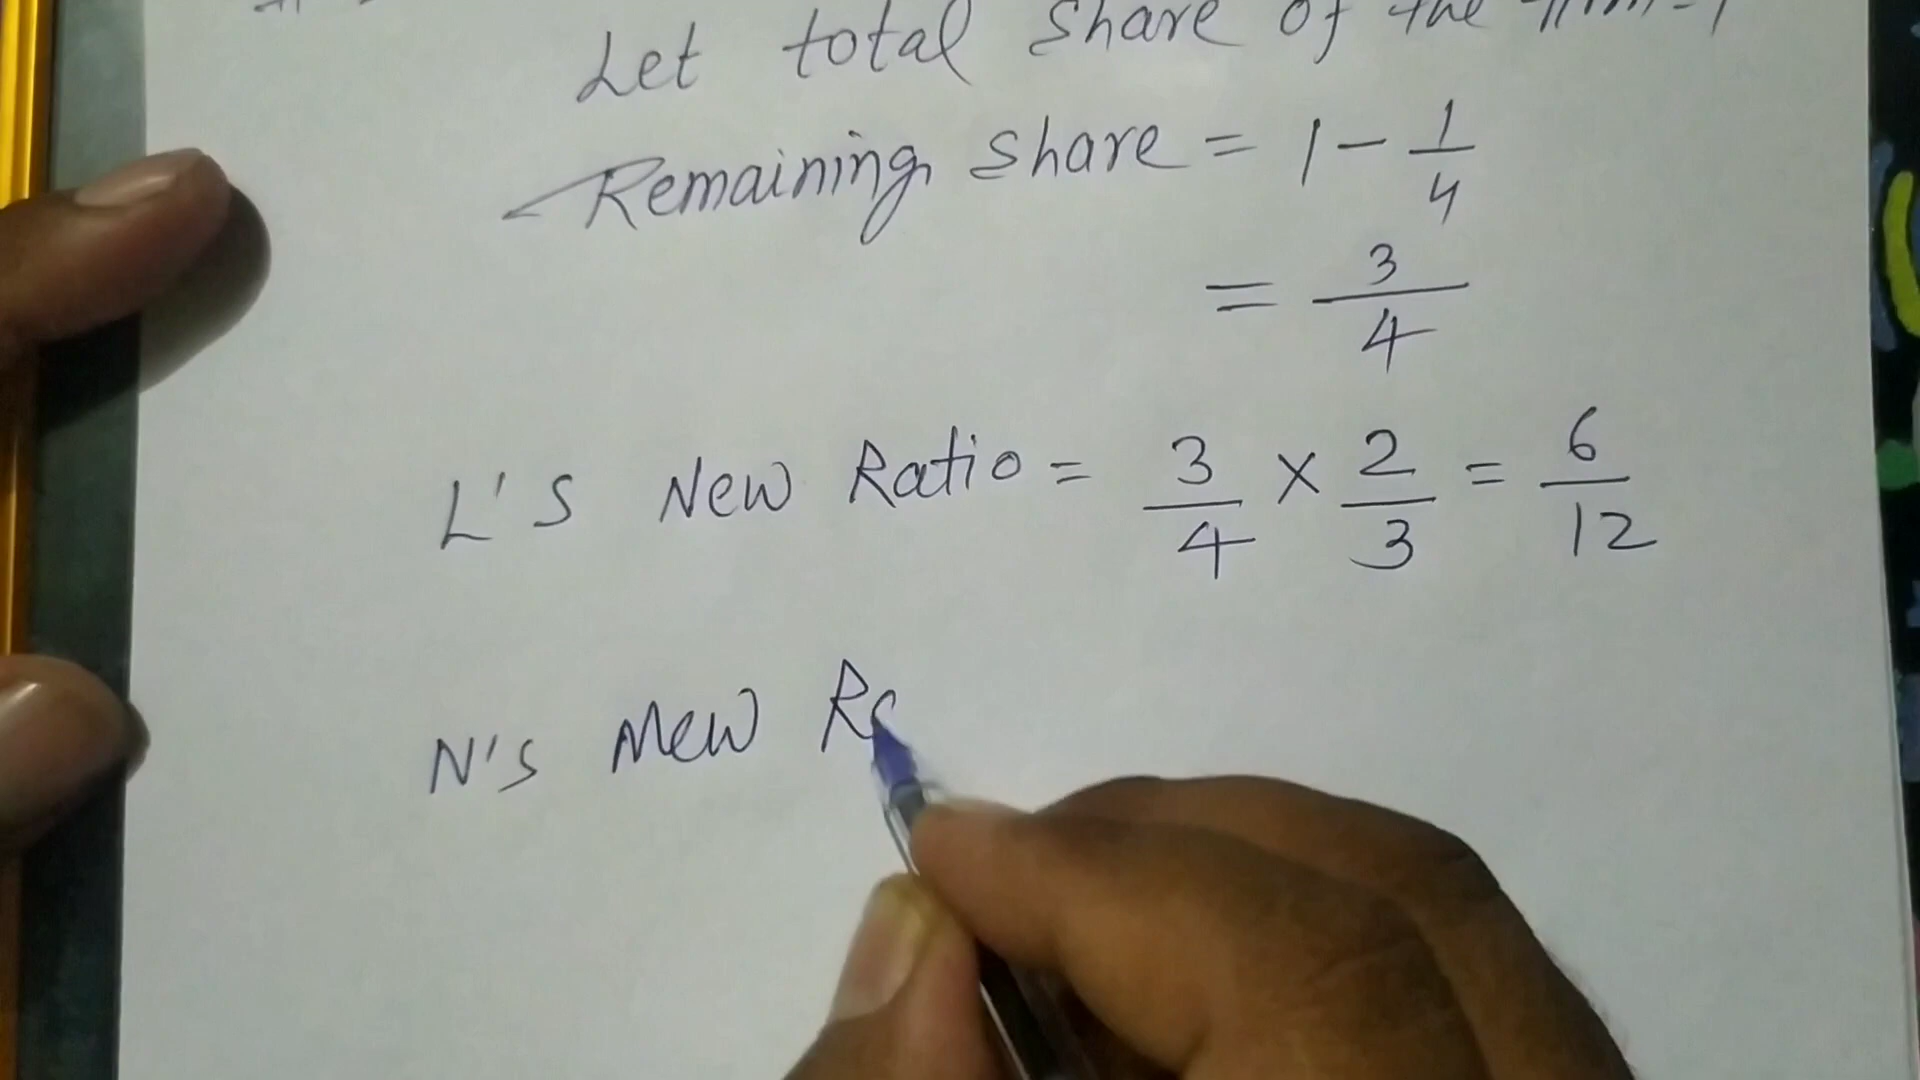 Let total share of the
Remaining share = 1 - 1/4
= 3/4
L's New Ratio = 3/4 × 2/3 = 6/12
N's New Ra